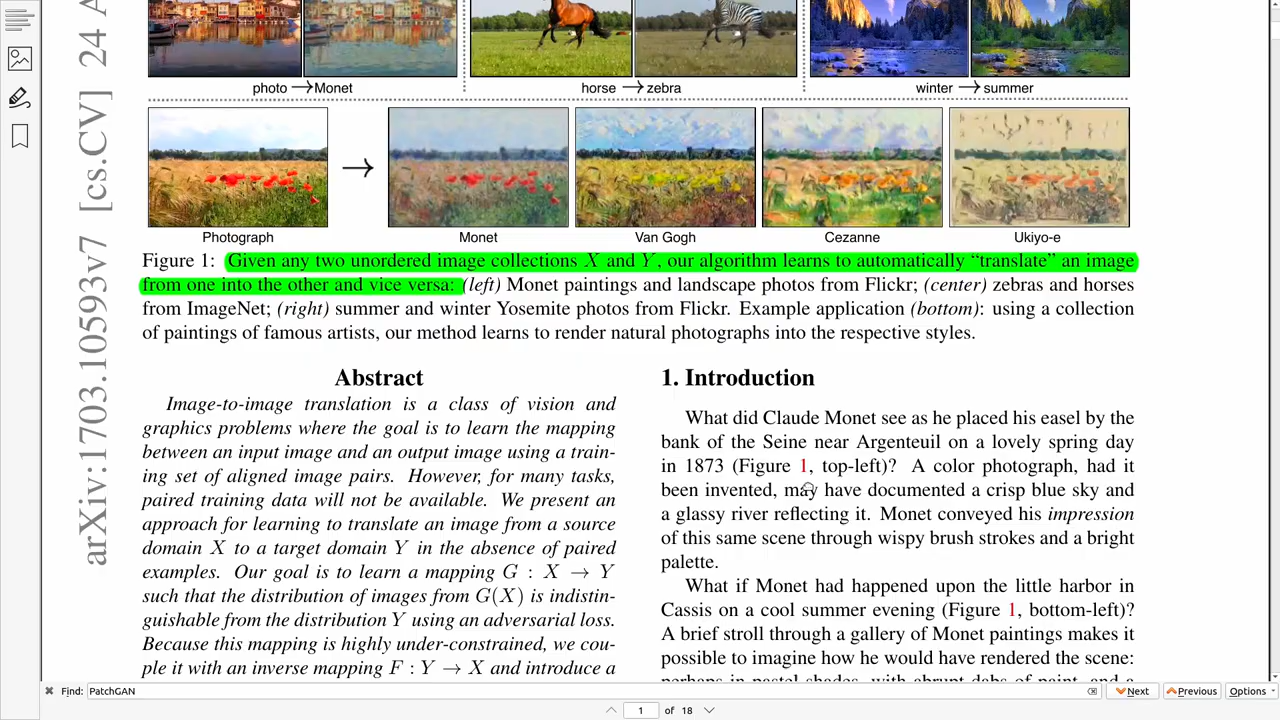 photo → Monet
horse → zebra
winter → summer
Photograph
→
Monet
Van Gogh
Cezanne
Ukiyo-e
Figure 1: Given any two unordered image collections X and Y, our algorithm learns to automatically “translate” an image
from one into the other and vice versa: (left) Monet paintings and landscape photos from Flickr; (center) zebras and horses
from ImageNet; (right) summer and winter Yosemite photos from Flickr. Example application (bottom): using a collection
of paintings of famous artists, our method learns to render natural photographs into the respective styles.
arXiv:1703.10593v7 [cs.CV] 24 A
Abstract
Image-to-image translation is a class of vision and
graphics problems where the goal is to learn the mapping
between an input image and an output image using a train-
ing set of aligned image pairs. However, for many tasks,
paired training data will not be available. We present an
approach for learning to translate an image from a source
domain X to a target domain Y in the absence of paired
examples. Our goal is to learn a mapping G : X → Y
such that the distribution of images from G(X) is indistin-
guishable from the distribution Y using an adversarial loss.
Because this mapping is highly under-constrained, we cou-
ple it with an inverse mapping F : Y → X and introduce a
1. Introduction
What did Claude Monet see as he placed his easel by the
bank of the Seine near Argenteuil on a lovely spring day
in 1873 (Figure 1, top-left)? A color photograph, had it
been invented, may have documented a crisp blue sky and
a glassy river reflecting it. Monet conveyed his impression
of this same scene through wispy brush strokes and a bright
palette.
What if Monet had happened upon the little harbor in
Cassis on a cool summer evening (Figure 1, bottom-left)?
A brief stroll through a gallery of Monet paintings makes it
possible to imagine how he would have rendered the scene:
perhaps in pastel shades, with abrupt dabs of paint, and a
Find: PatchGAN
Next
Previous
Options
1 of 18